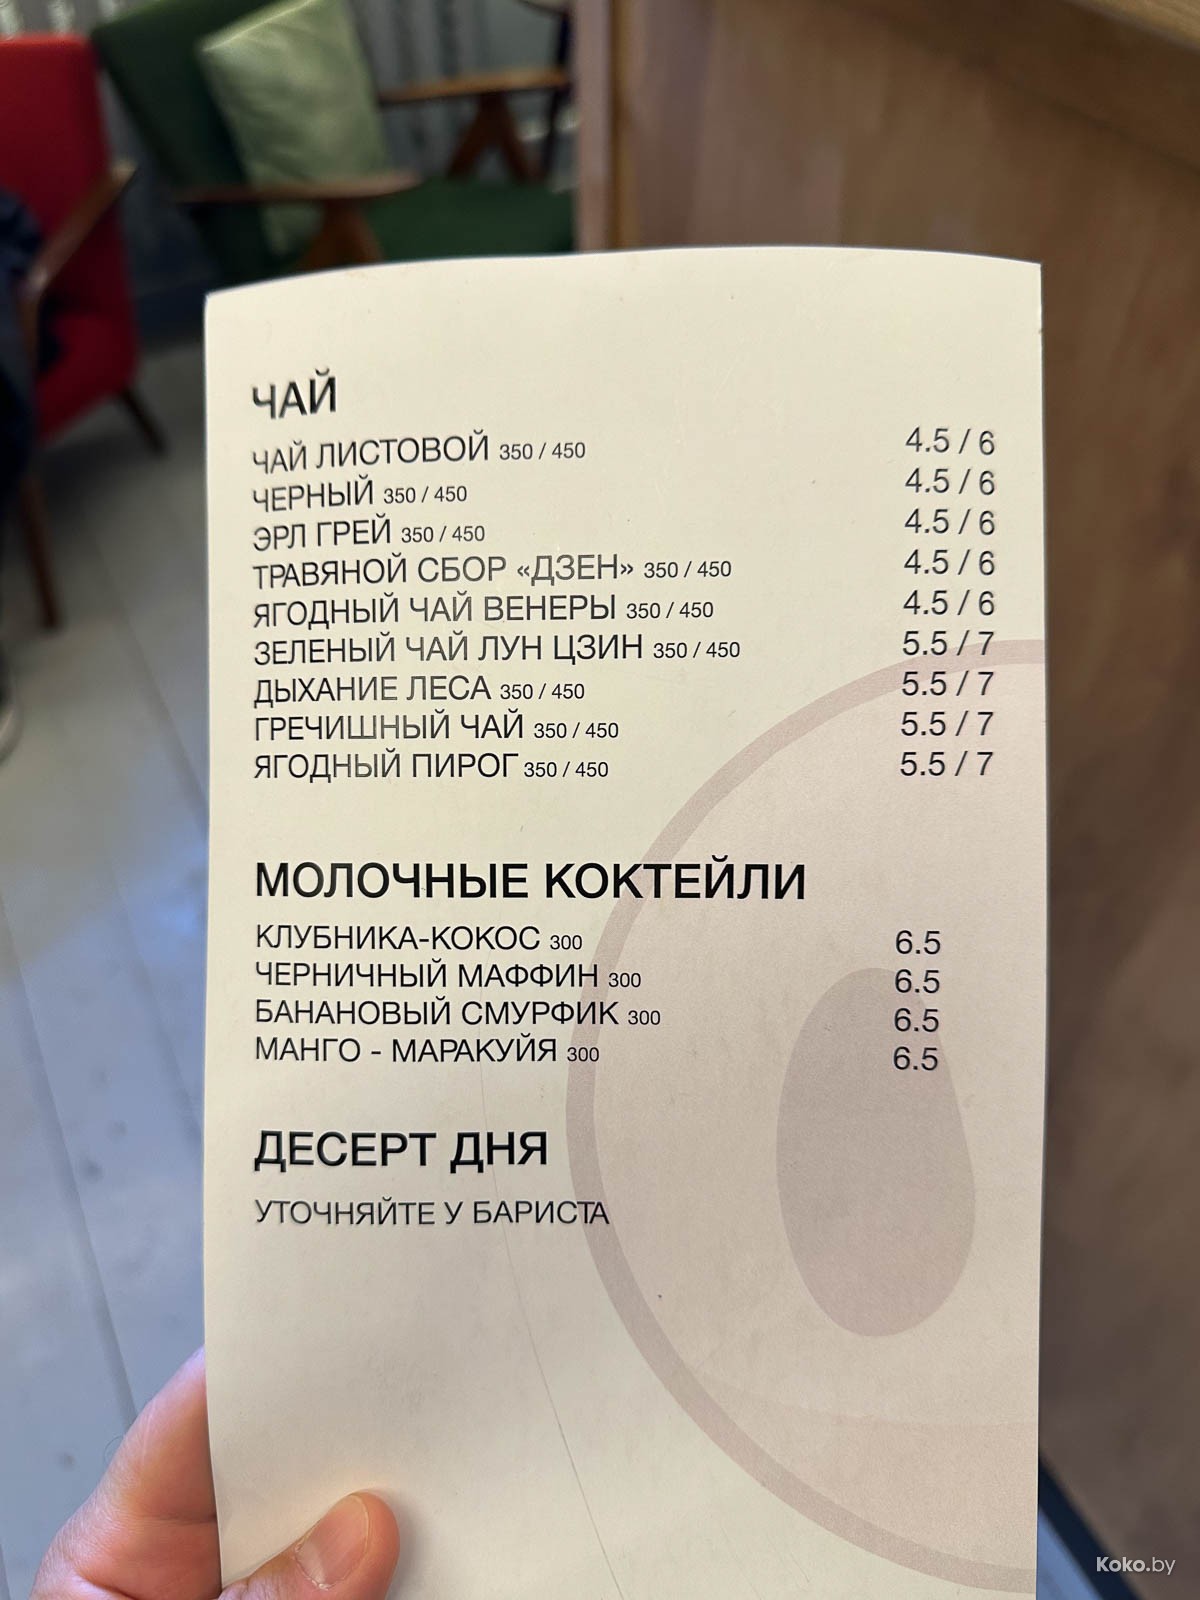 ЧАЙ
ЧАЙ ЛИСТОВОЙ 350 / 450 4.5 / 6
ЧЕРНЫЙ 350 / 450 4.5 / 6
ЭРЛ ГРЕЙ 350 / 450 4.5 / 6
ТРАВЯНОЙ СБОР «ДЗЕН» 350 / 450 4.5 / 6
ЯГОДНЫЙ ЧАЙ ВЕНЕРЫ 350 / 450 4.5 / 6
ЗЕЛЕНЫЙ ЧАЙ ЛУН ЦЗИН 350 / 450 5.5 / 7
ДЫХАНИЕ ЛЕСА 350 / 450 5.5 / 7
ГРЕЧИШНЫЙ ЧАЙ 350 / 450 5.5 / 7
ЯГОДНЫЙ ПИРОГ 350 / 450 5.5 / 7
МОЛОЧНЫЕ КОКТЕЙЛИ
КЛУБНИКА-КОКОС 300 6.5
ЧЕРНИЧНЫЙ МАФФИН 300 6.5
БАНАНОВЫЙ СМУРФИК 300 6.5
МАНГО - МАРАКУЙЯ 300 6.5
ДЕСЕРТ ДНЯ
УТОЧНЯЙТЕ У БАРИСТА
Koko.by